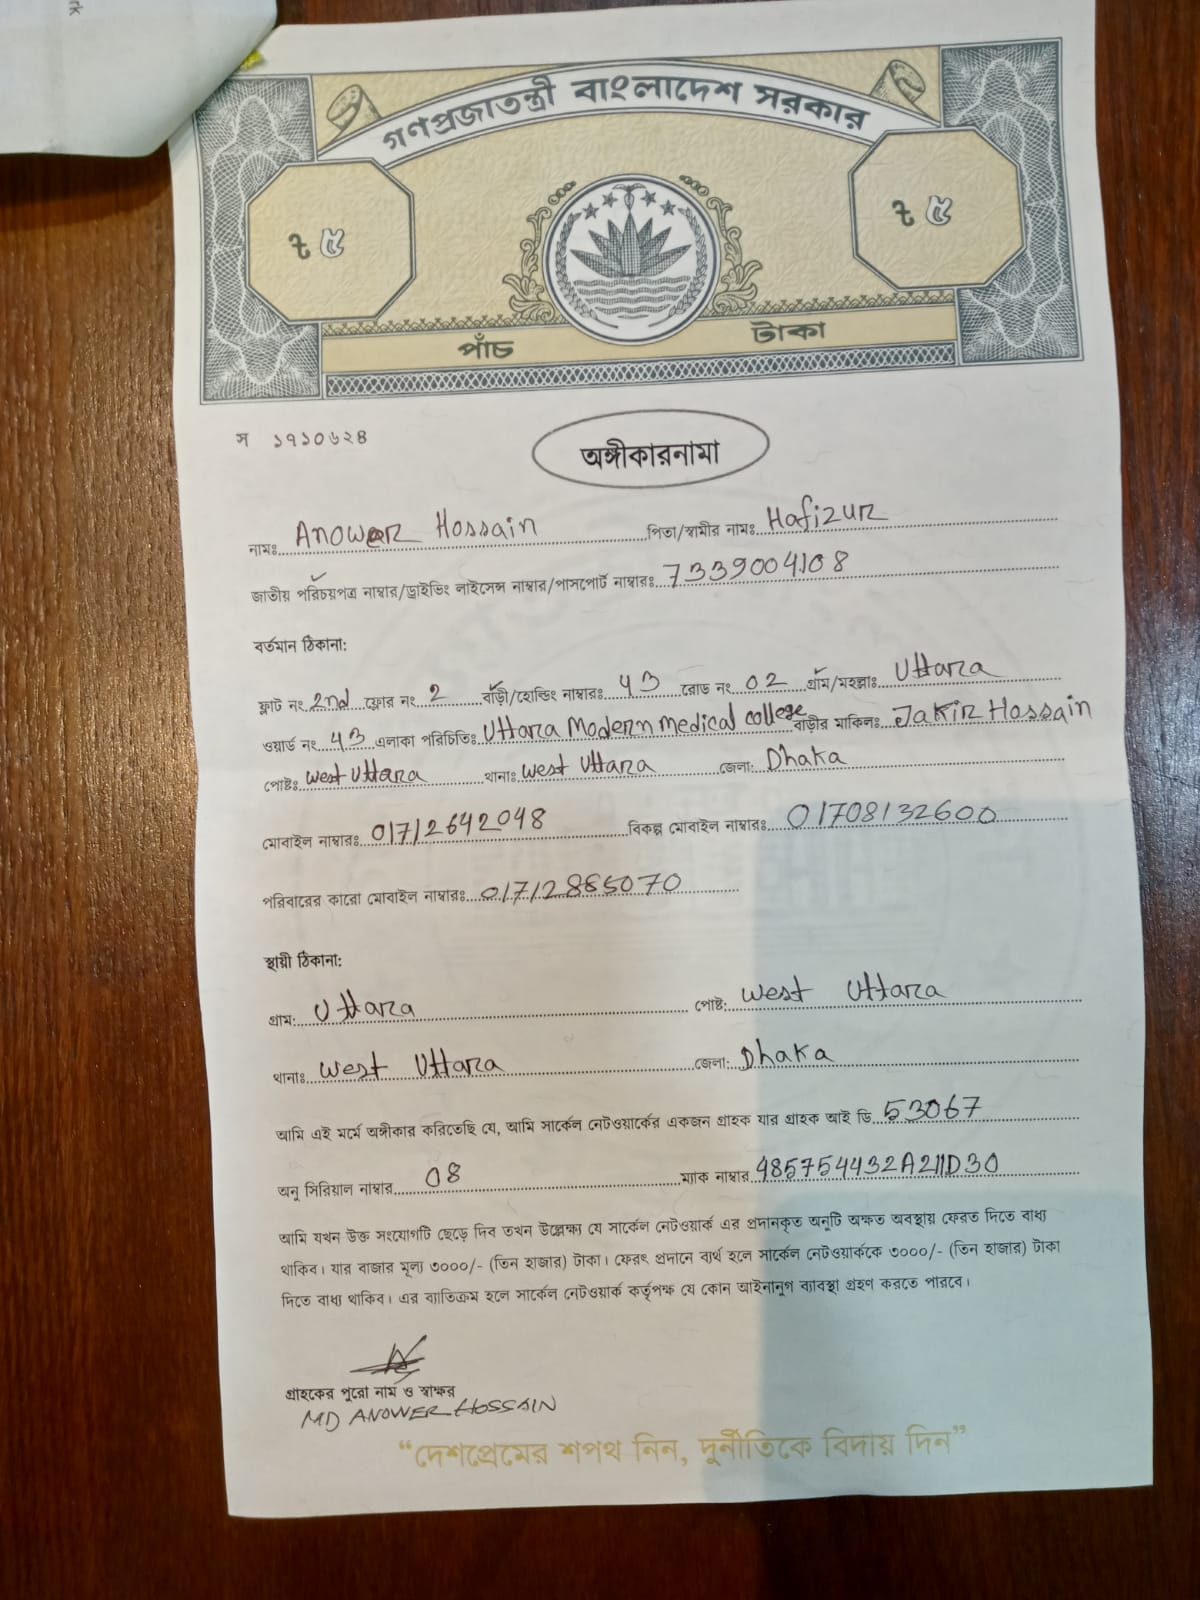 rk
গণপ্রজাতন্ত্রী বাংলাদেশ সরকার
৳ ৫
৳ ৫
পাঁচ টাকা
স ১৭১০৬২৪
অঙ্গীকারনামা
নামঃ Anower Hossain পিতা/স্বামীর নামঃ Hafizur
জাতীয় পরিচয়পত্র নাম্বার/ড্রাইভিং লাইসেন্স নাম্বার/পাসপোর্ট নাম্বারঃ 7339004108
বর্তমান ঠিকানা:
ফ্লাট নং 2nd ফ্লোর নং 2 বাড়ী/হোল্ডিং নাম্বারঃ 43 রোড নং 02 গ্রাম/মহল্লাঃ Uttara
ওয়ার্ড নং 43 এলাকা পরিচিতিঃ Uttara Modern medical college বাড়ীর মালিকঃ Jakir Hossain
পোষ্টঃ West Uttara থানাঃ West Uttara জেলা: Dhaka
মোবাইল নাম্বারঃ 01712642048 বিকল্প মোবাইল নাম্বারঃ 01708132600
পরিবারের কারো মোবাইল নাম্বারঃ 01712885070
স্থায়ী ঠিকানা:
গ্রাম: Uttara পোষ্ট: West Uttara
থানাঃ West Uttara জেলা: Dhaka
আমি এই মর্মে অঙ্গীকার করিতেছি যে, আমি সার্কেল নেটওয়ার্কের একজন গ্রাহক যার গ্রাহক আই ডি 53067
অনু সিরিয়াল নাম্বার 08 ম্যাক নাম্বার 485754432A211D30
আমি যখন উক্ত সংযোগটি ছেড়ে দিব তখন উল্লেক্ষ্য যে সার্কেল নেটওয়ার্ক এর প্রদানকৃত অনুটি অক্ষত অবস্থায় ফেরত দিতে বাধ্য
থাকিব। যার বাজার মূল্য ৩০০০/- (তিন হাজার) টাকা। ফেরৎ প্রদানে ব্যর্থ হলে সার্কেল নেটওয়ার্ককে ৩০০০/- (তিন হাজার) টাকা
দিতে বাধ্য থাকিব। এর ব্যাতিক্রম হলে সার্কেল নেটওয়ার্ক কর্তৃপক্ষ যে কোন আইনানুগ ব্যাবস্থা গ্রহণ করতে পারবে।
গ্রাহকের পুরো নাম ও স্বাক্ষর
MD ANOWER HOSSAIN
“দেশপ্রেমের শপথ নিন, দুর্নীতিকে বিদায় দিন”